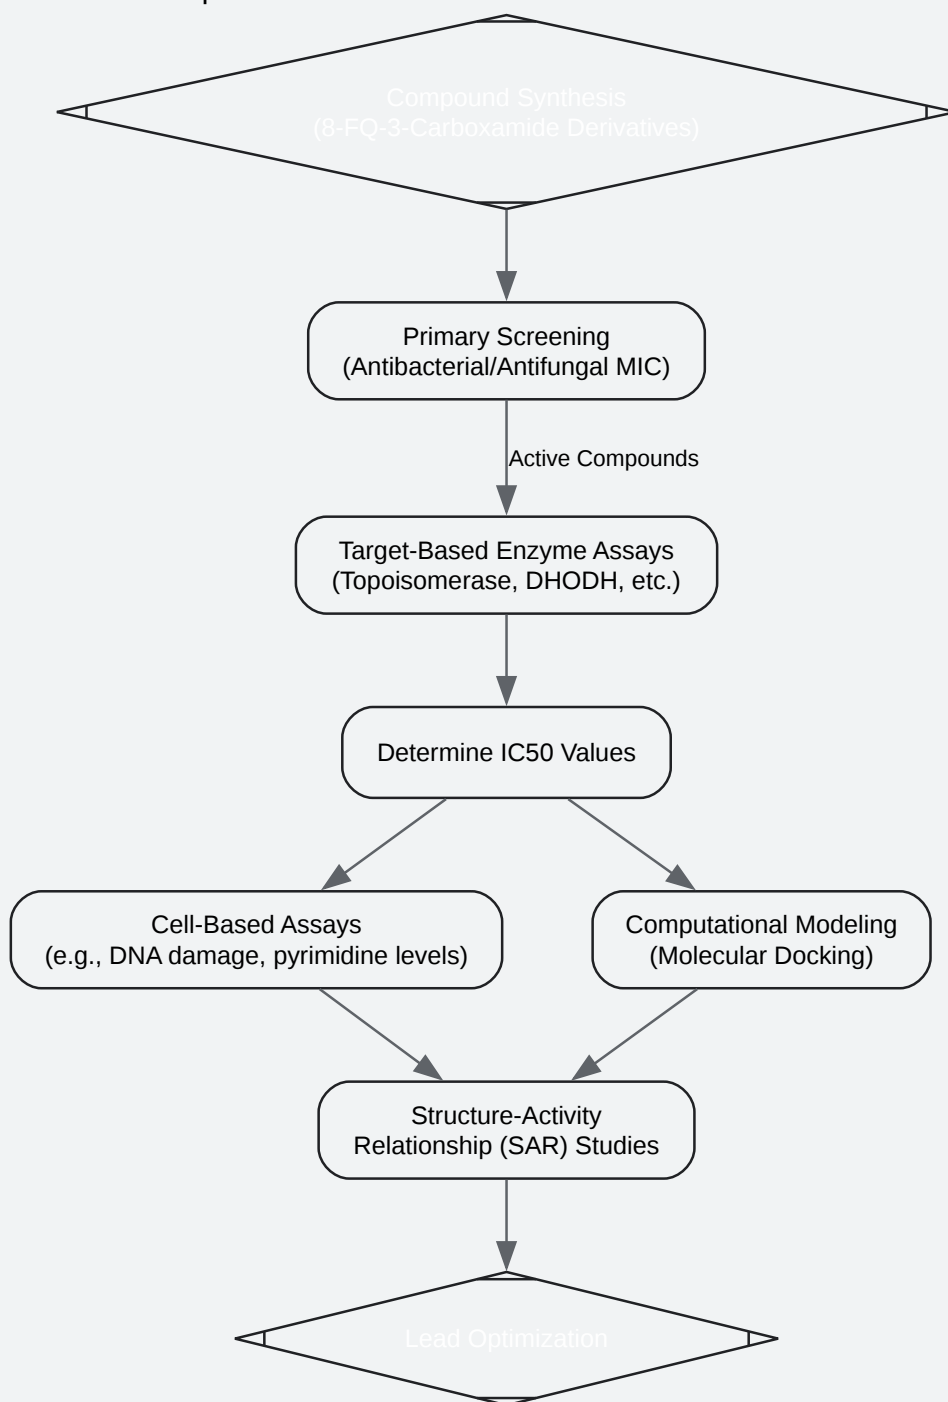 Compound Synthesis
(8-FQ-3-Carboxamide Derivatives)
Primary Screening
(Antibacterial/Antifungal MIC)
Active Compounds
Target-Based Enzyme Assays
(Topoisomerase, DHODH, etc.)
Determine IC50 Values
Cell-Based Assays
(e.g., DNA damage, pyrimidine levels)
Computational Modeling
(Molecular Docking)
Structure-Activity
Relationship (SAR) Studies
Lead Optimization